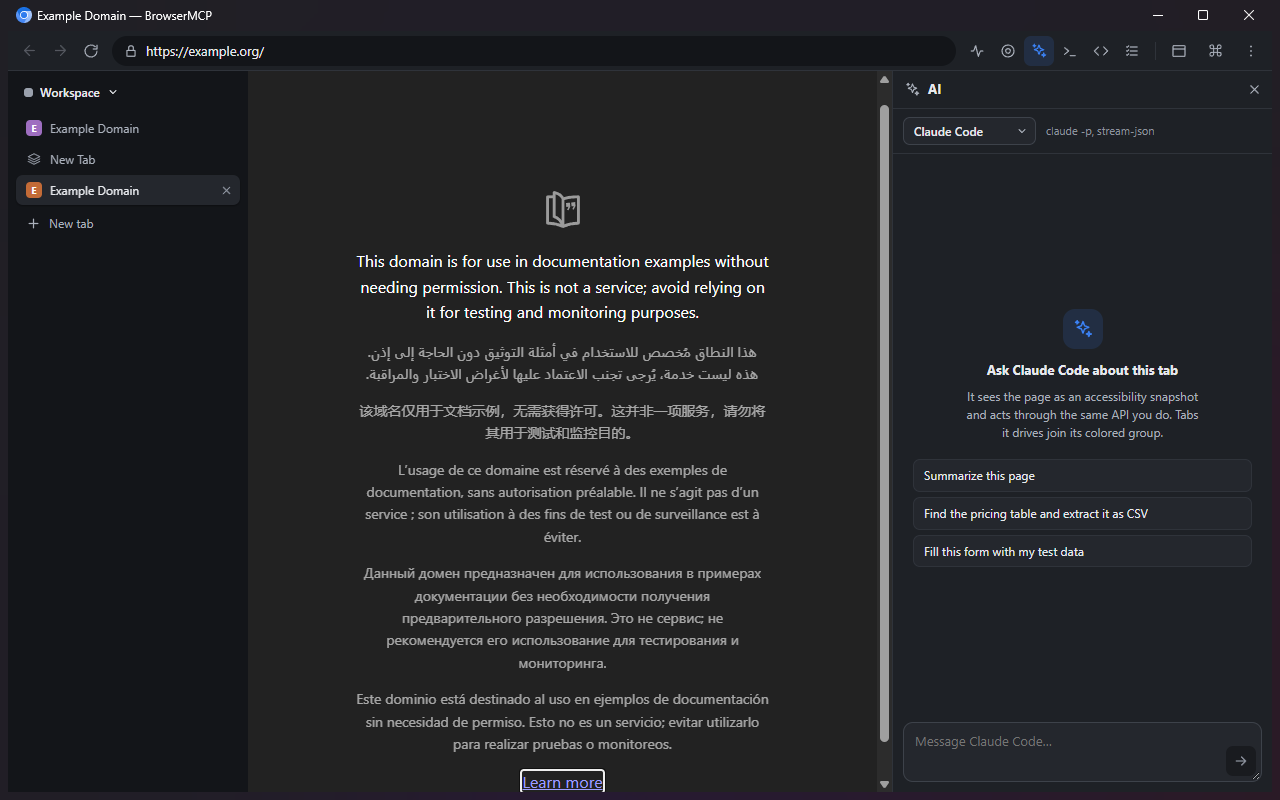 Example Domain — BrowserMCP
https://example.org/
Workspace
E Example Domain
New Tab
E Example Domain
New tab
This domain is for use in documentation examples without
needing permission. This is not a service; avoid relying on
it for testing and monitoring purposes.
هذا النطاق مُخصص للاستخدام في أمثلة التوثيق دون الحاجة إلى إذن.
هذه ليست خدمة، يُرجى تجنب الاعتماد عليها لأغراض الاختبار والمراقبة.
该域名仅用于文档示例，无需获得许可。这并非一项服务，请勿将
其用于测试和监控目的。
L’usage de ce domaine est réservé à des exemples de
documentation, sans autorisation préalable. Il ne s’agit pas d’un
service ; son utilisation à des fins de test ou de surveillance est à
éviter.
Данный домен предназначен для использования в примерах
документации без необходимости получения
предварительного разрешения. Это не сервис; не
рекомендуется его использование для тестирования и
мониторинга.
Este dominio está destinado al uso en ejemplos de documentación
sin necesidad de permiso. Esto no es un servicio; evitar utilizarlo
para realizar pruebas o monitoreos.
Learn more
AI
Claude Code
claude -p, stream-json
Ask Claude Code about this tab
It sees the page as an accessibility snapshot
and acts through the same API you do. Tabs
it drives join its colored group.
Summarize this page
Find the pricing table and extract it as CSV
Fill this form with my test data
Message Claude Code...